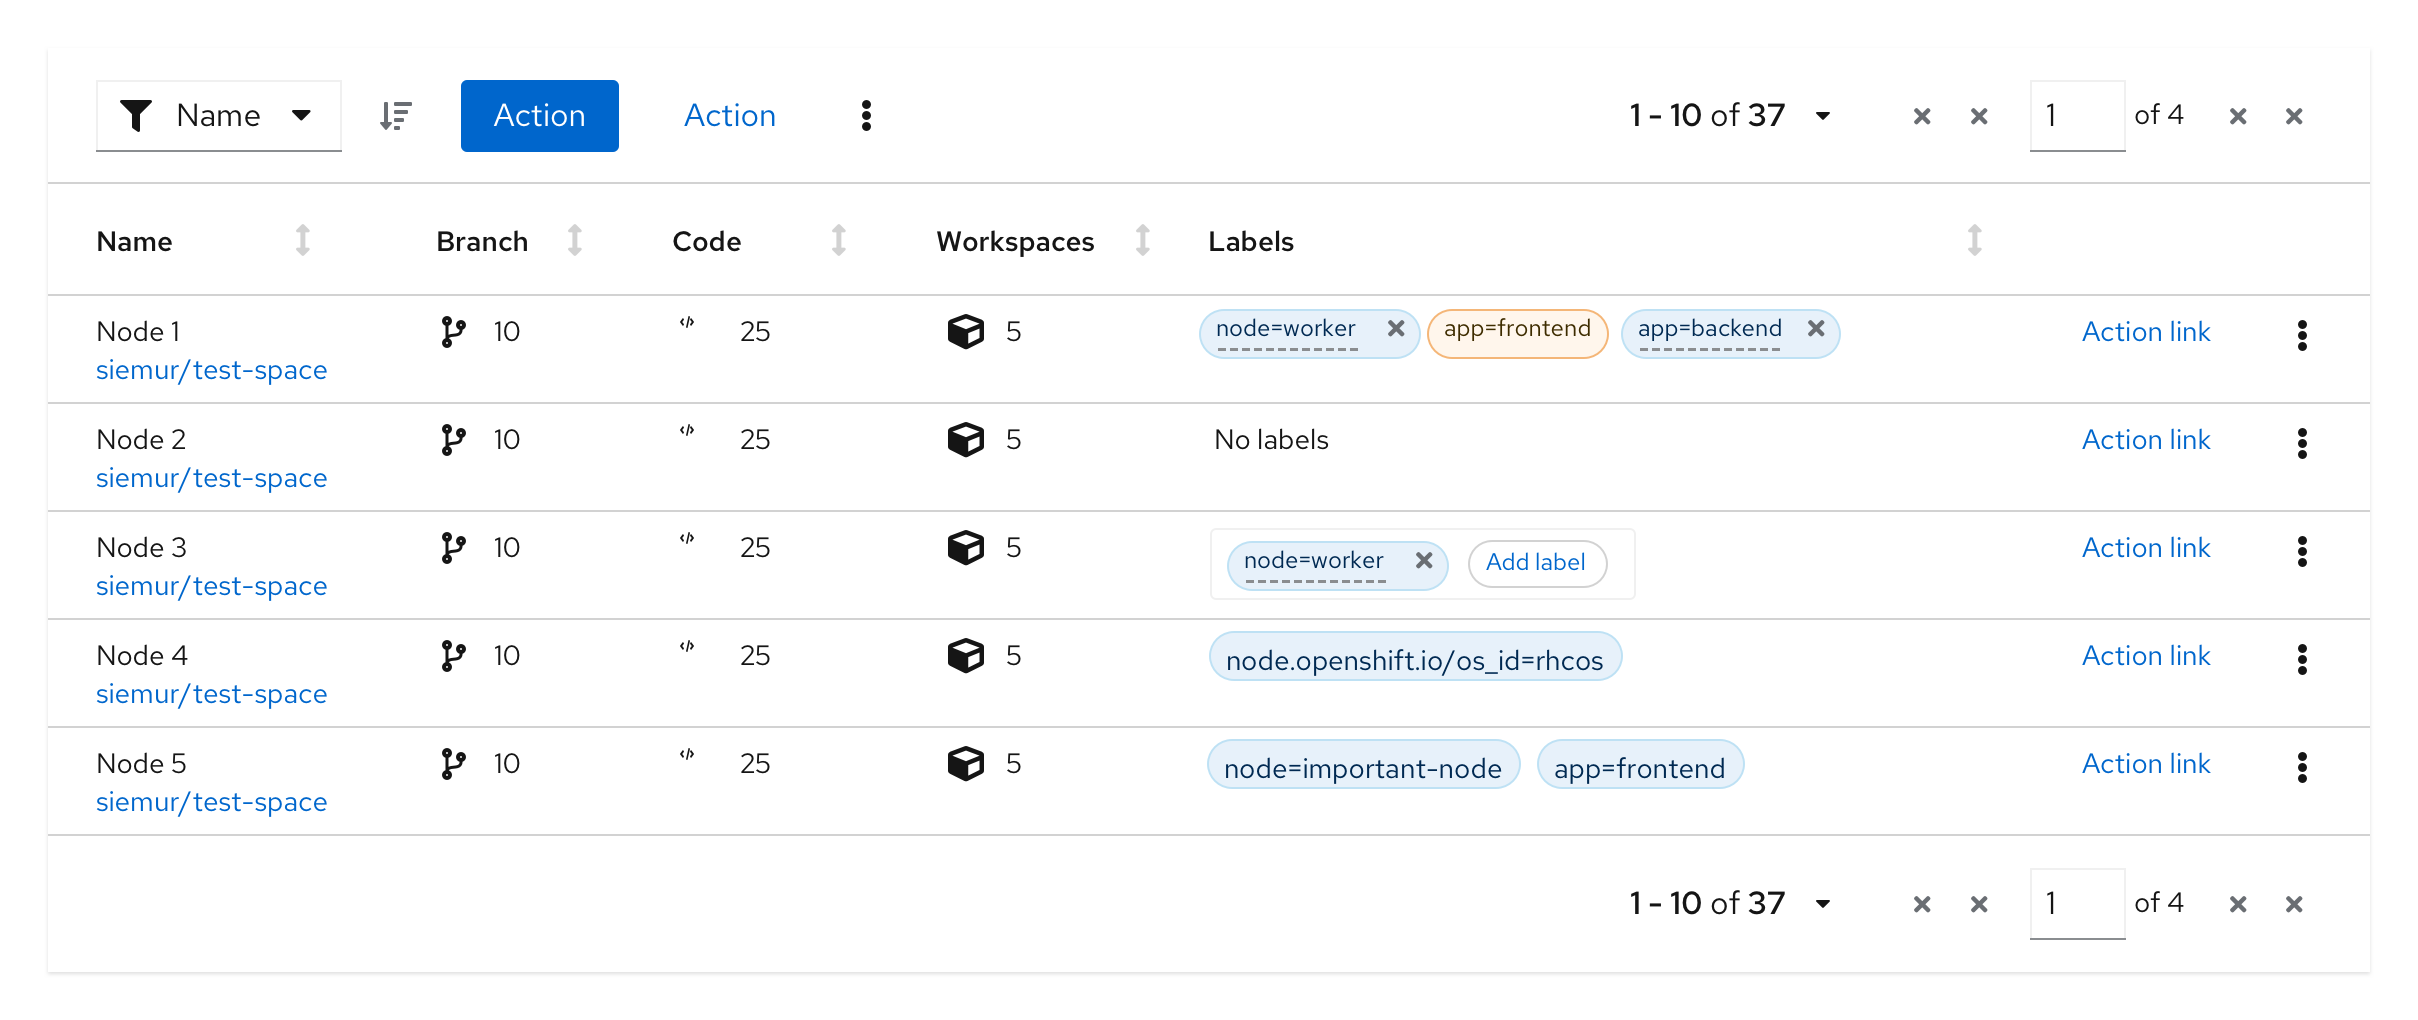 Name Action Action 1 - 10 of 37 1 of 4
Name Branch Code Workspaces Labels
Node 1 10 25 5 node=worker app=frontend app=backend Action link
siemur/test-space
Node 2 10 25 5 No labels Action link
siemur/test-space
Node 3 10 25 5 node=worker Add label Action link
siemur/test-space
Node 4 10 25 5 node.openshift.io/os_id=rhcos Action link
siemur/test-space
Node 5 10 25 5 node=important-node app=frontend Action link
siemur/test-space
1 - 10 of 37 1 of 4